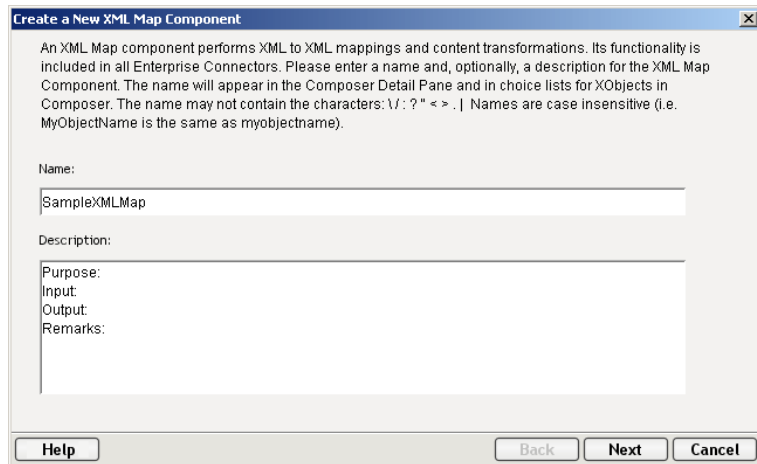 Create a New XML Map Component
An XML Map component performs XML to XML mappings and content transformations. Its functionality is
included in all Enterprise Connectors. Please enter a name and, optionally, a description for the XML Map
Component. The name will appear in the Composer Detail Pane and in choice lists for XObjects in
Composer. The name may not contain the characters: \ / : ? " < > . | Names are case insensitive (i.e.
MyObjectName is the same as myobjectname).
Name:
SampleXMLMap
Description:
Purpose:
Input:
Output:
Remarks:
Help Back Next Cancel